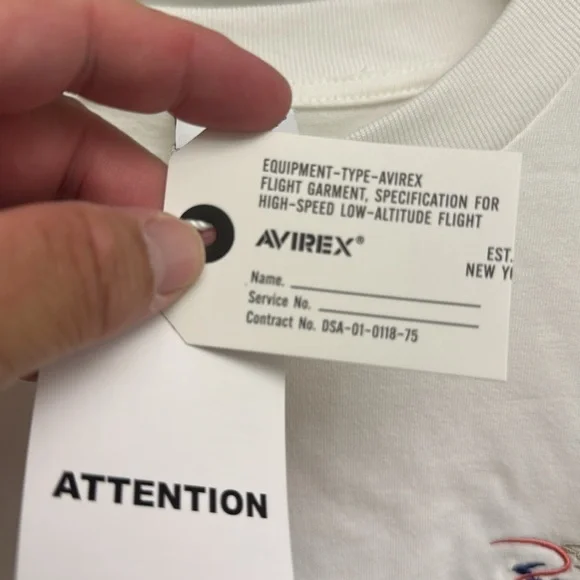 EQUIPMENT-TYPE-AVIREX
FLIGHT GARMENT, SPECIFICATION FOR
HIGH-SPEED LOW-ALTITUDE FLIGHT
AVIREX®
EST.
NEW
Name.
Service No.
Contract No. DSA-01-0118-75
ATTENTION